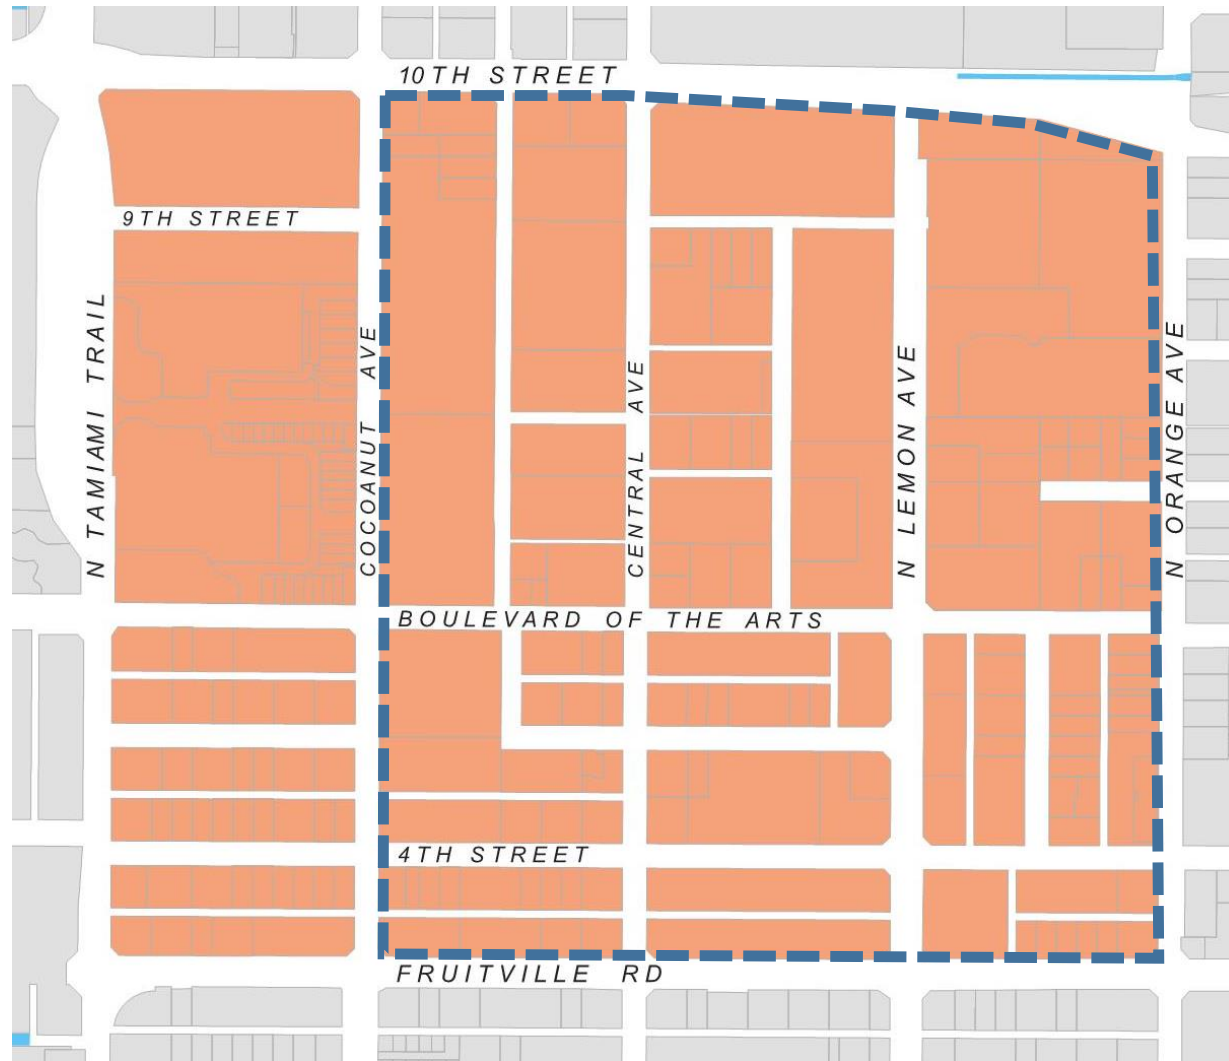 10TH STREET
9TH STREET
N TAMIAMI TRAIL
COCOANUT AVE
CENTRAL AVE
N LEMON AVE
N ORANGE AVE
BOULEVARD OF THE ARTS
4TH STREET
FRUITVILLE RD